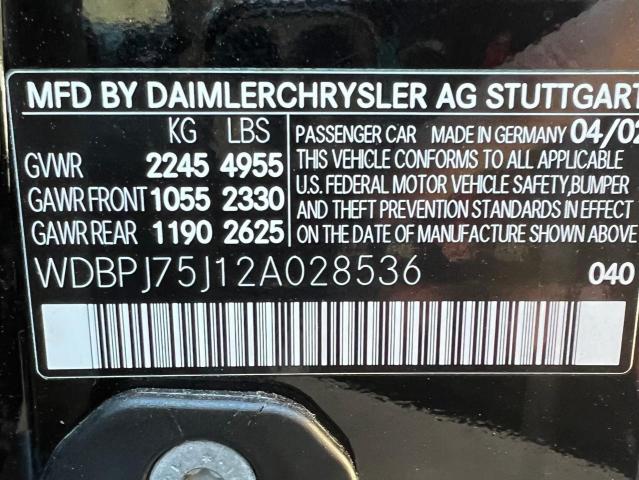 MFD BY DAIMLERCHRYSLER AG STUTTGART
KG LBS
GVWR 2245 4955
GAWR FRONT 1055 2330
GAWR REAR 1190 2625
PASSENGER CAR MADE IN GERMANY 04/02
THIS VEHICLE CONFORMS TO ALL APPLICABLE
U.S. FEDERAL MOTOR VEHICLE SAFETY,BUMPER
AND THEFT PREVENTION STANDARDS IN EFFECT
ON THE DATE OF MANUFACTURE SHOWN ABOVE
WDBPJ75J12A028536 040